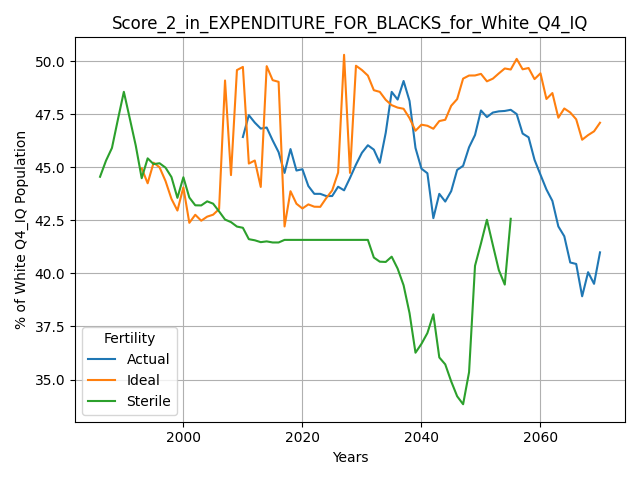 Score_2_in_EXPENDITURE_FOR_BLACKS_for_White_Q4_IQ
50.0
47.5
45.0
42.5
40.0
37.5
35.0
% of White Q4_IQ Population
Fertility
Actual
Ideal
Sterile
2000
2020
2040
2060
Years